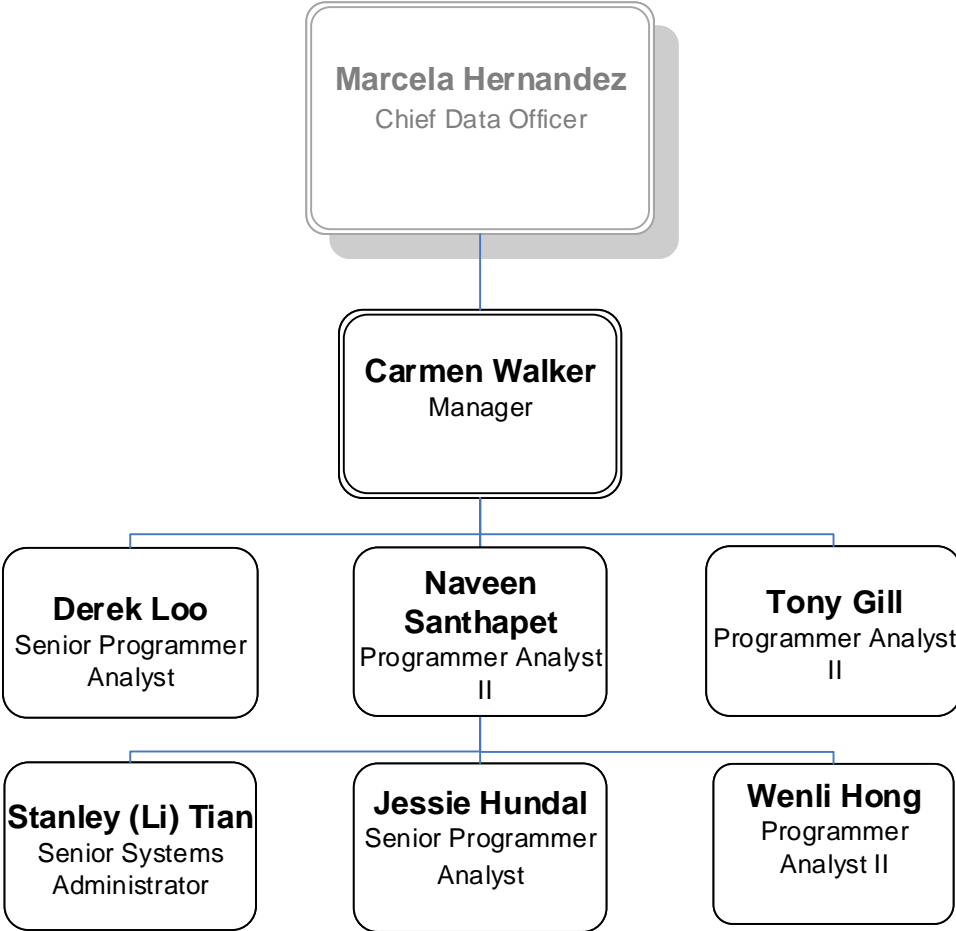 Marcela Hernandez
Chief Data Officer
Carmen Walker
Manager
Derek Loo
Senior Programmer
Analyst
Naveen
Santhapet
Programmer Analyst
II
Tony Gill
Programmer Analyst
II
Stanley (Li) Tian
Senior Systems
Administrator
Jessie Hundal
Senior Programmer
Analyst
Wenli Hong
Programmer
Analyst II